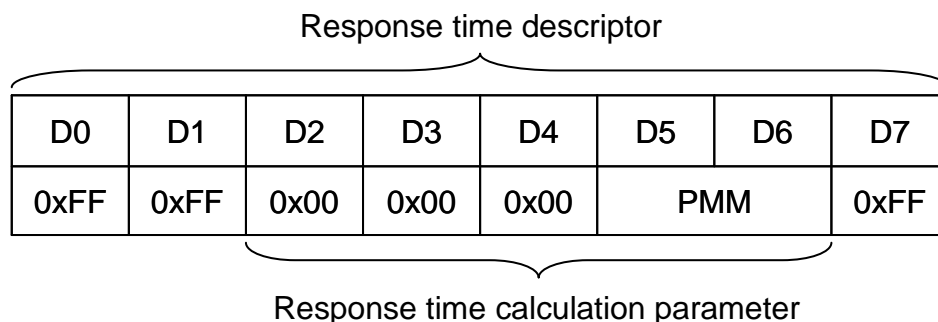 Response time descriptor
D0 D1 D2 D3 D4 D5 D6 D7
0xFF 0xFF 0x00 0x00 0x00 PMM 0xFF
Response time calculation parameter